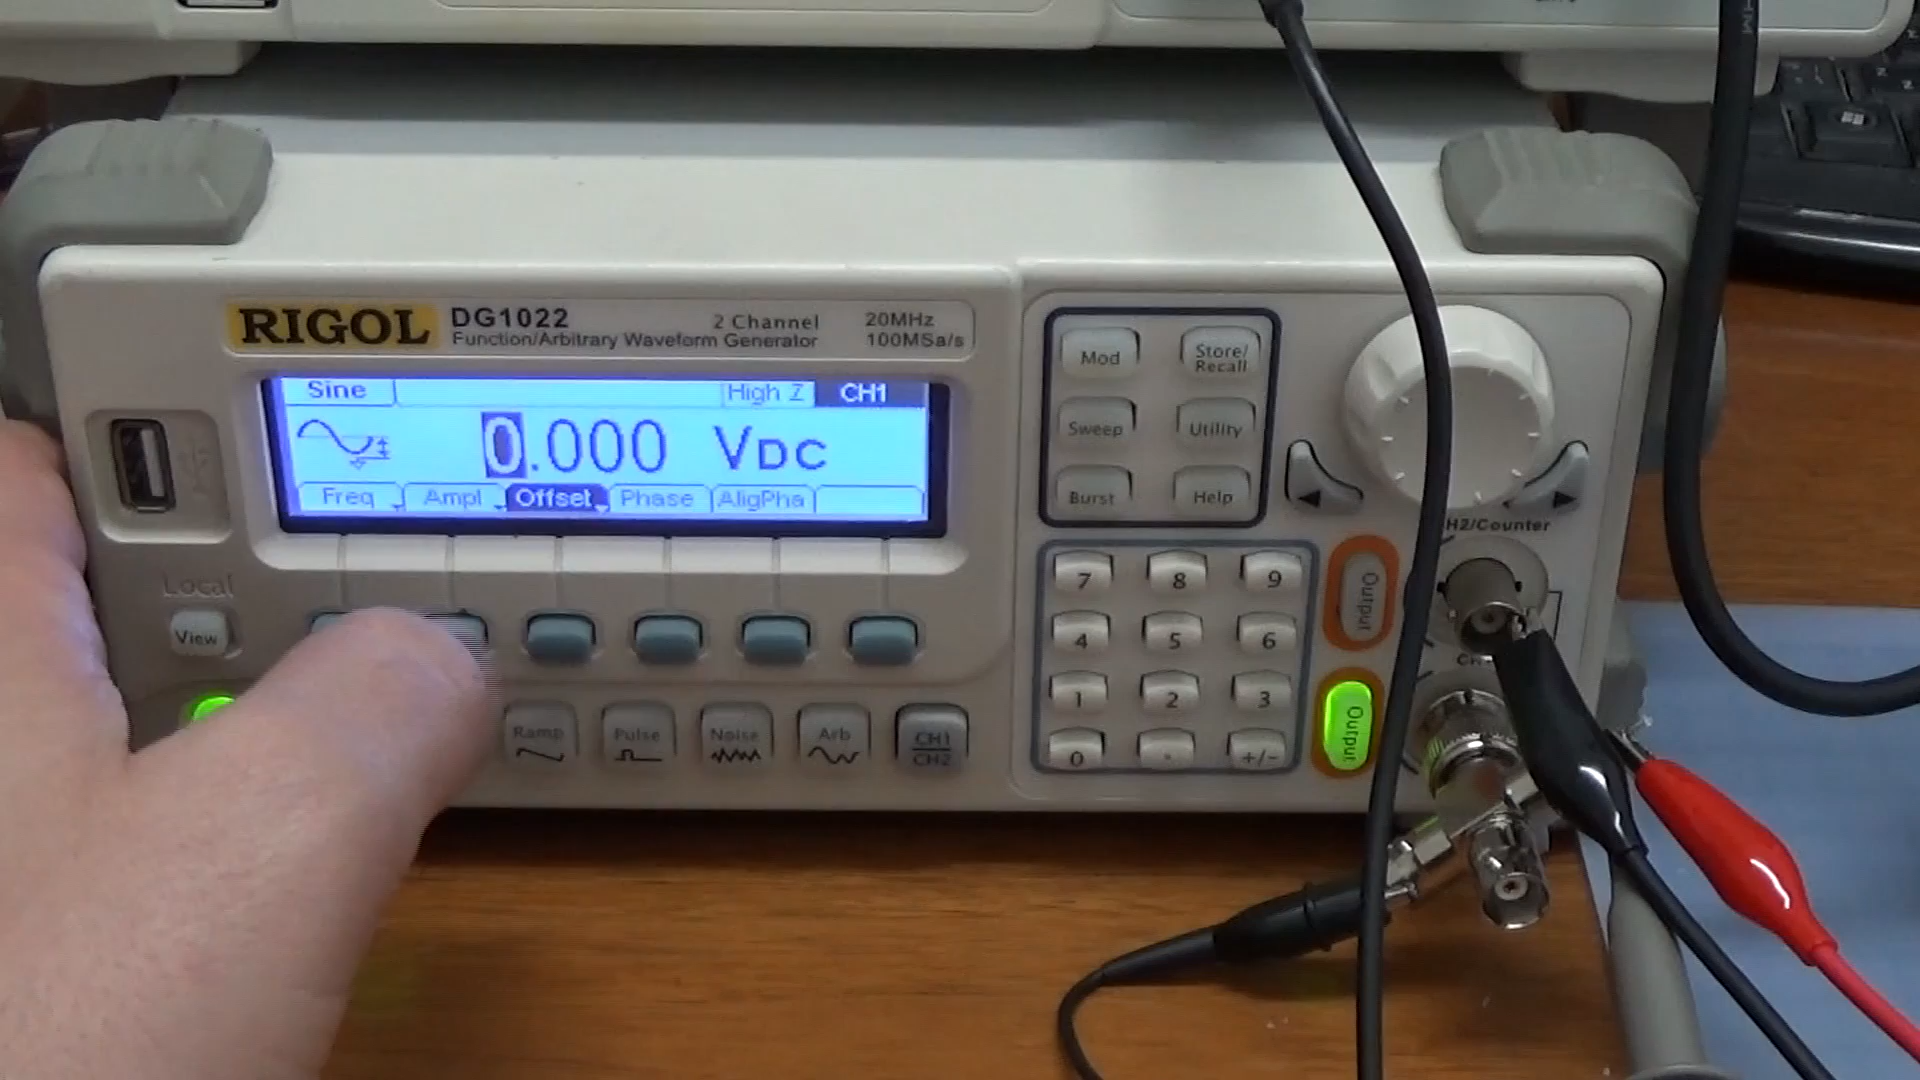 RIGOL DG1022 2 Channel 20MHz
Function/Arbitrary Waveform Generator 100MSa/s
Sine High Z CH1
0.000 VDC
Freq Ampl Offset Phase AligPha
Local
View
Ramp Pulse Noise Arb CH1
CH2
Mod Store/
Recall
Sweep Utility
Burst Help
7 8 9
4 5 6
1 2 3
0 . +/-
Output
Output
H2/Counter